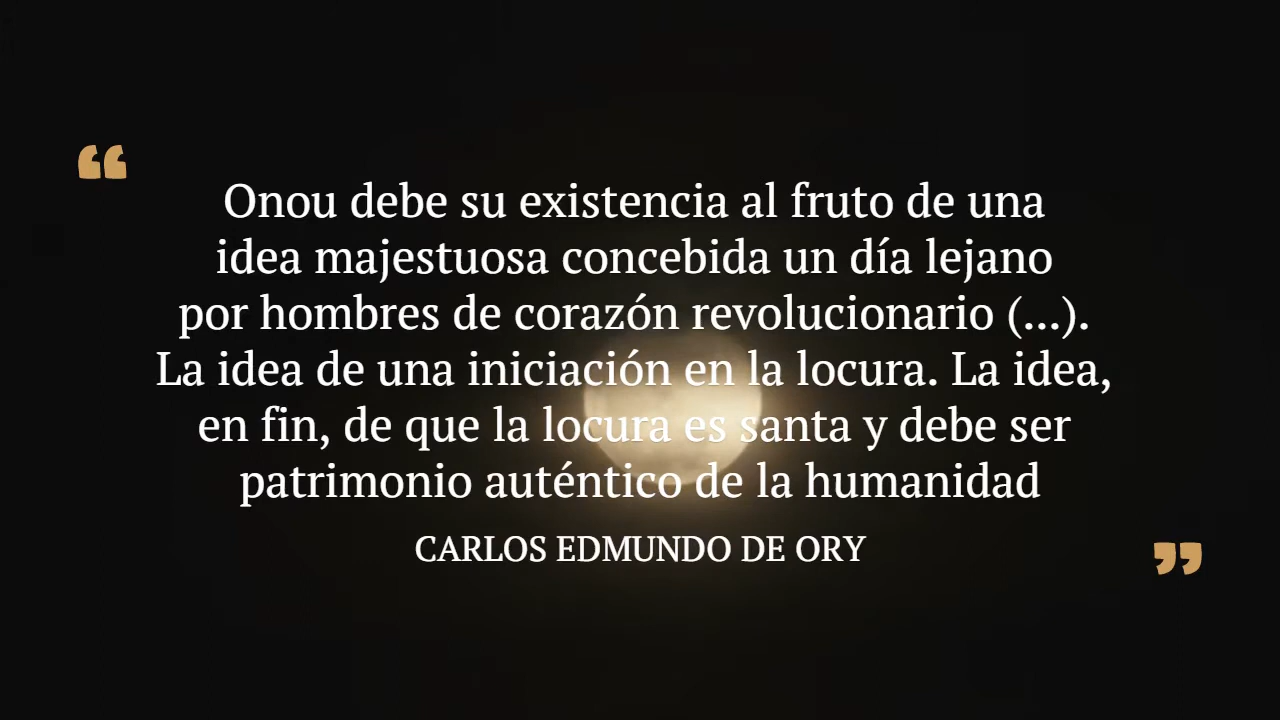 “
Onou debe su existencia al fruto de una
idea majestuosa concebida un día lejano
por hombres de corazón revolucionario (...).
La idea de una iniciación en la locura. La idea,
en fin, de que la locura es santa y debe ser
patrimonio auténtico de la humanidad
CARLOS EDMUNDO DE ORY
”